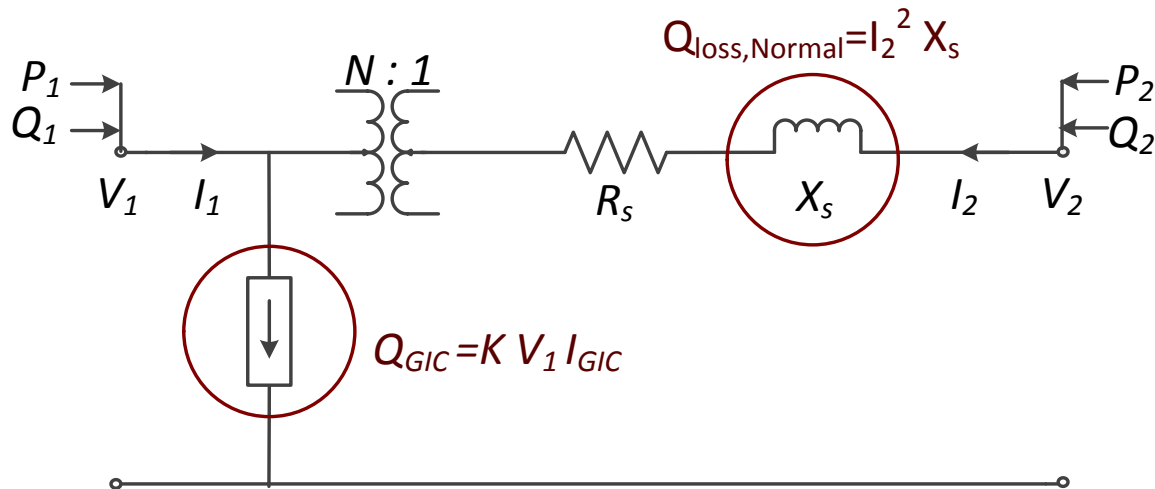 Q_loss,Normal=I_2^2 X_s
P_1
N : 1
P_2
Q_1
Q_2
V_1
I_1
R_s
X_s
I_2
V_2
Q_GIC =K V_1 I_GIC